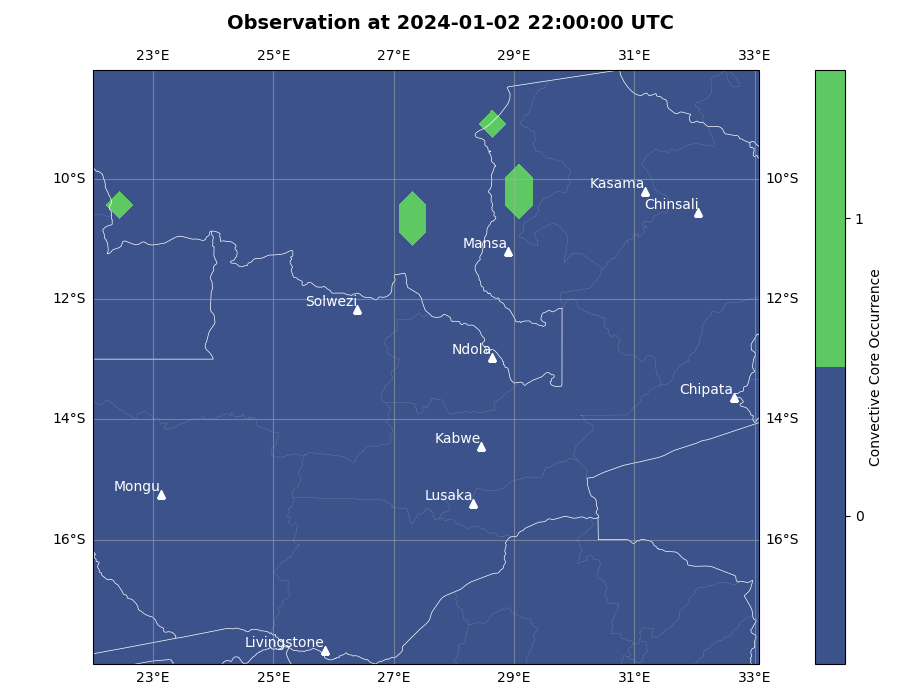 Observation at 2024-01-02 22:00:00 UTC
23°E 25°E 27°E 29°E 31°E 33°E
10°S 10°S
Kasama
Chinsali
1
Mansa
12°S 12°S
Solwezi
Ndola
Chipata
14°S 14°S
Kabwe
Mongu
Lusaka
0
16°S 16°S
Livingstone
23°E 25°E 27°E 29°E 31°E 33°E
Convective Core Occurrence